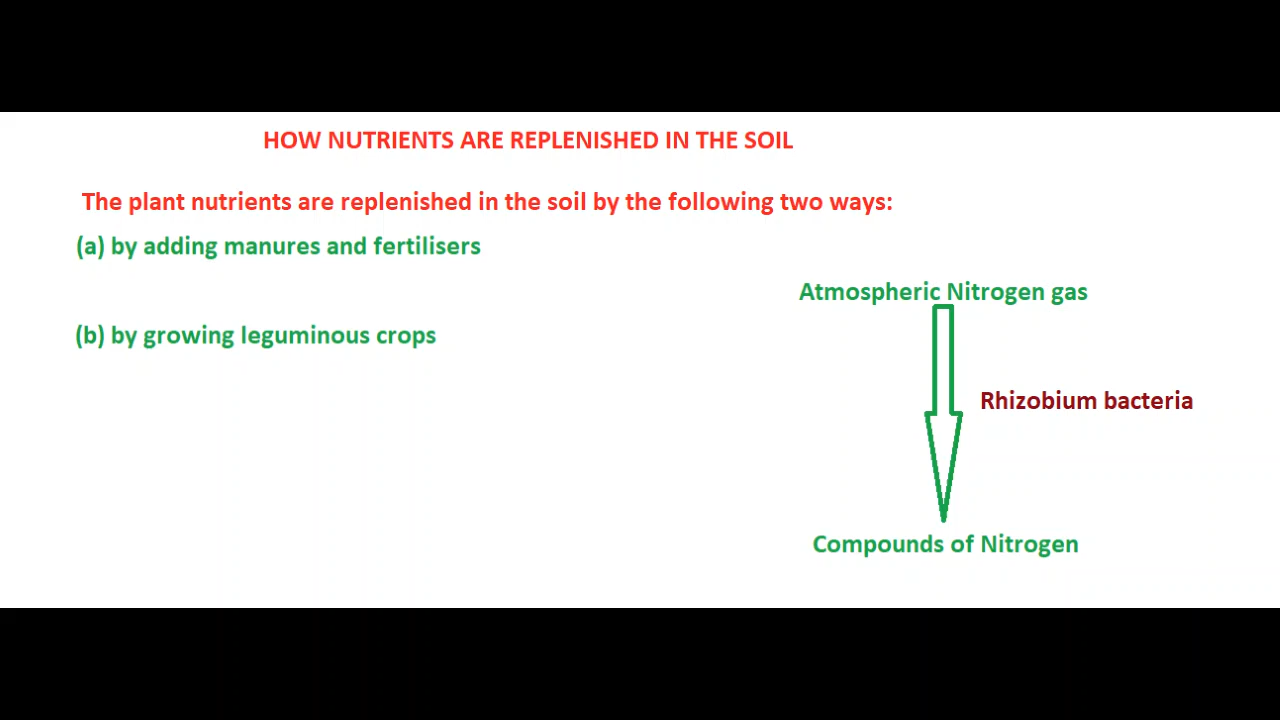 HOW NUTRIENTS ARE REPLENISHED IN THE SOIL
The plant nutrients are replenished in the soil by the following two ways:
(a) by adding manures and fertilisers
(b) by growing leguminous crops
Atmospheric Nitrogen gas
Rhizobium bacteria
Compounds of Nitrogen